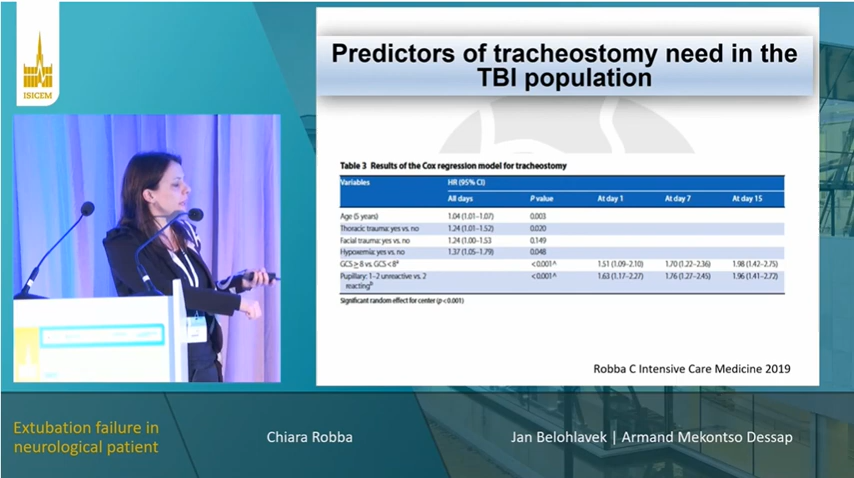 ISICEM
Predictors of tracheostomy need in the
TBI population
Table 3 Results of the Cox regression model for tracheostomy
Variables HR (95% CI)
All days P value At day 1 At day 7 At day 15
Age (5 years) 1.04 (1.01–1.07) 0.003
Thoracic trauma: yes vs. no 1.24 (1.01–1.52) 0.020
Facial trauma: yes vs. no 1.24 (1.00–1.53 0.149
Hypoxemia: yes vs. no 1.37 (1.05–1.79) 0.048
GCS ≥ 8 vs. GCS < 8ª <0.001^ 1.51 (1.09–2.10) 1.70 (1.22–2.36) 1.98 (1.42–2.75)
Pupillary: 1–2 unreactive vs. 2 <0.001^ 1.63 (1.17–2.27) 1.76 (1.27–2.45) 1.96 (1.41–2.72)
reactingᵇ
Significant random effect for center (p < 0.001)
Robba C Intensive Care Medicine 2019
Extubation failure in
neurological patient
Chiara Robba
Jan Belohlavek | Armand Mekontso Dessap